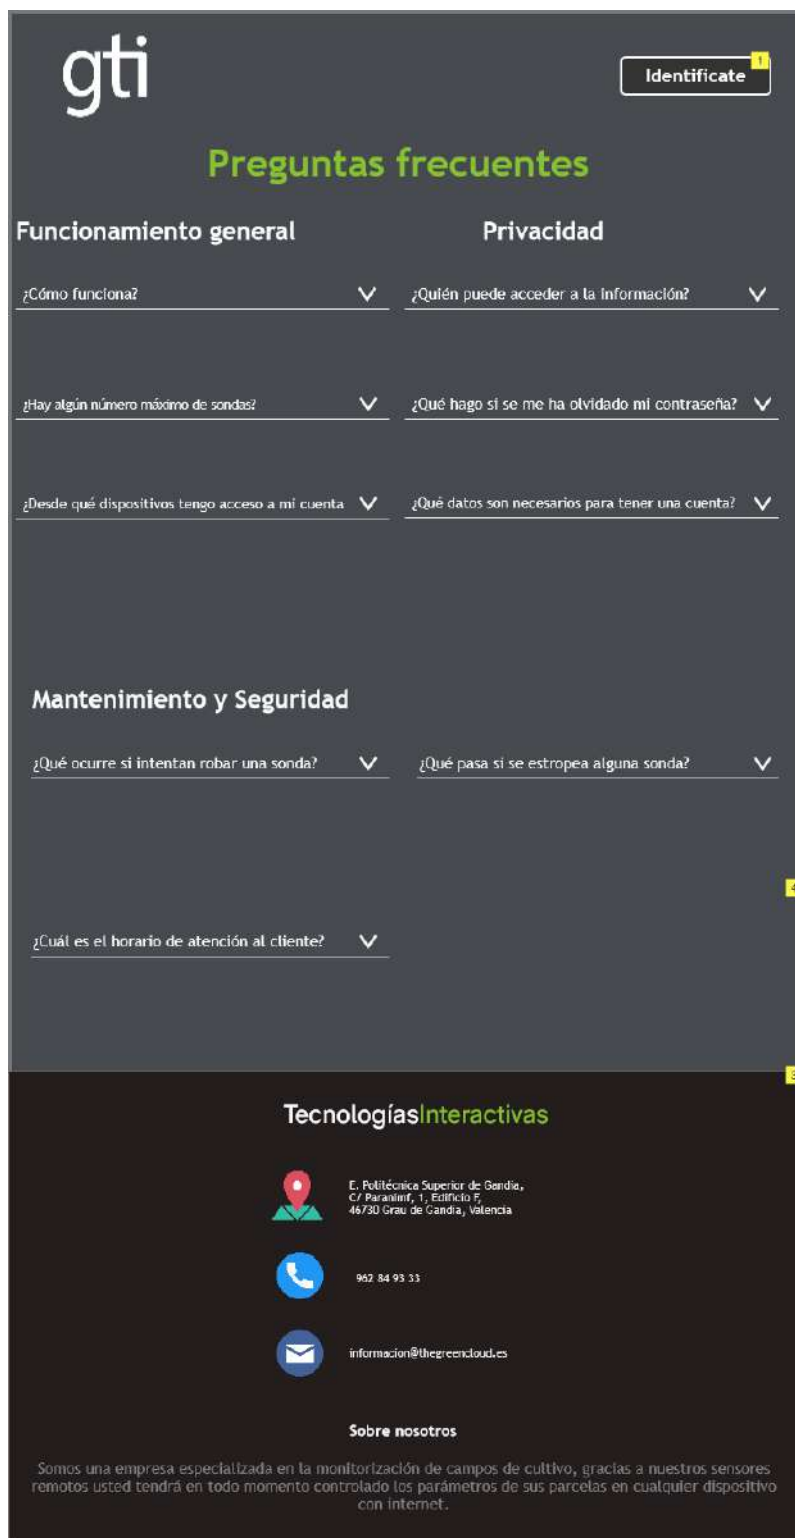 gti
Identificate
1
Preguntas frecuentes
Funcionamiento general
Privacidad
¿Cómo funciona?
¿Quién puede acceder a la información?
¿Hay algún número máximo de sondas?
¿Qué hago si se me ha olvidado mi contraseña?
¿Desde qué dispositivos tengo acceso a mi cuenta
¿Qué datos son necesarios para tener una cuenta?
Mantenimiento y Seguridad
¿Qué ocurre si intentan robar una sonda?
¿Qué pasa si se estropea alguna sonda?
4
¿Cuál es el horario de atención al cliente?
3
TecnologíasInteractivas
E. Politécnica Superior de Gandia,
C/ Paranimf, 1, Edificio F,
46730 Grau de Gandia, Valencia
962 84 93 33
informacion@thegreencloud.es
Sobre nosotros
Somos una empresa especializada en la monitorización de campos de cultivo, gracias a nuestros sensores
remotos usted tendrá en todo momento controlado los parámetros de sus parcelas en cualquier dispositivo
con internet.